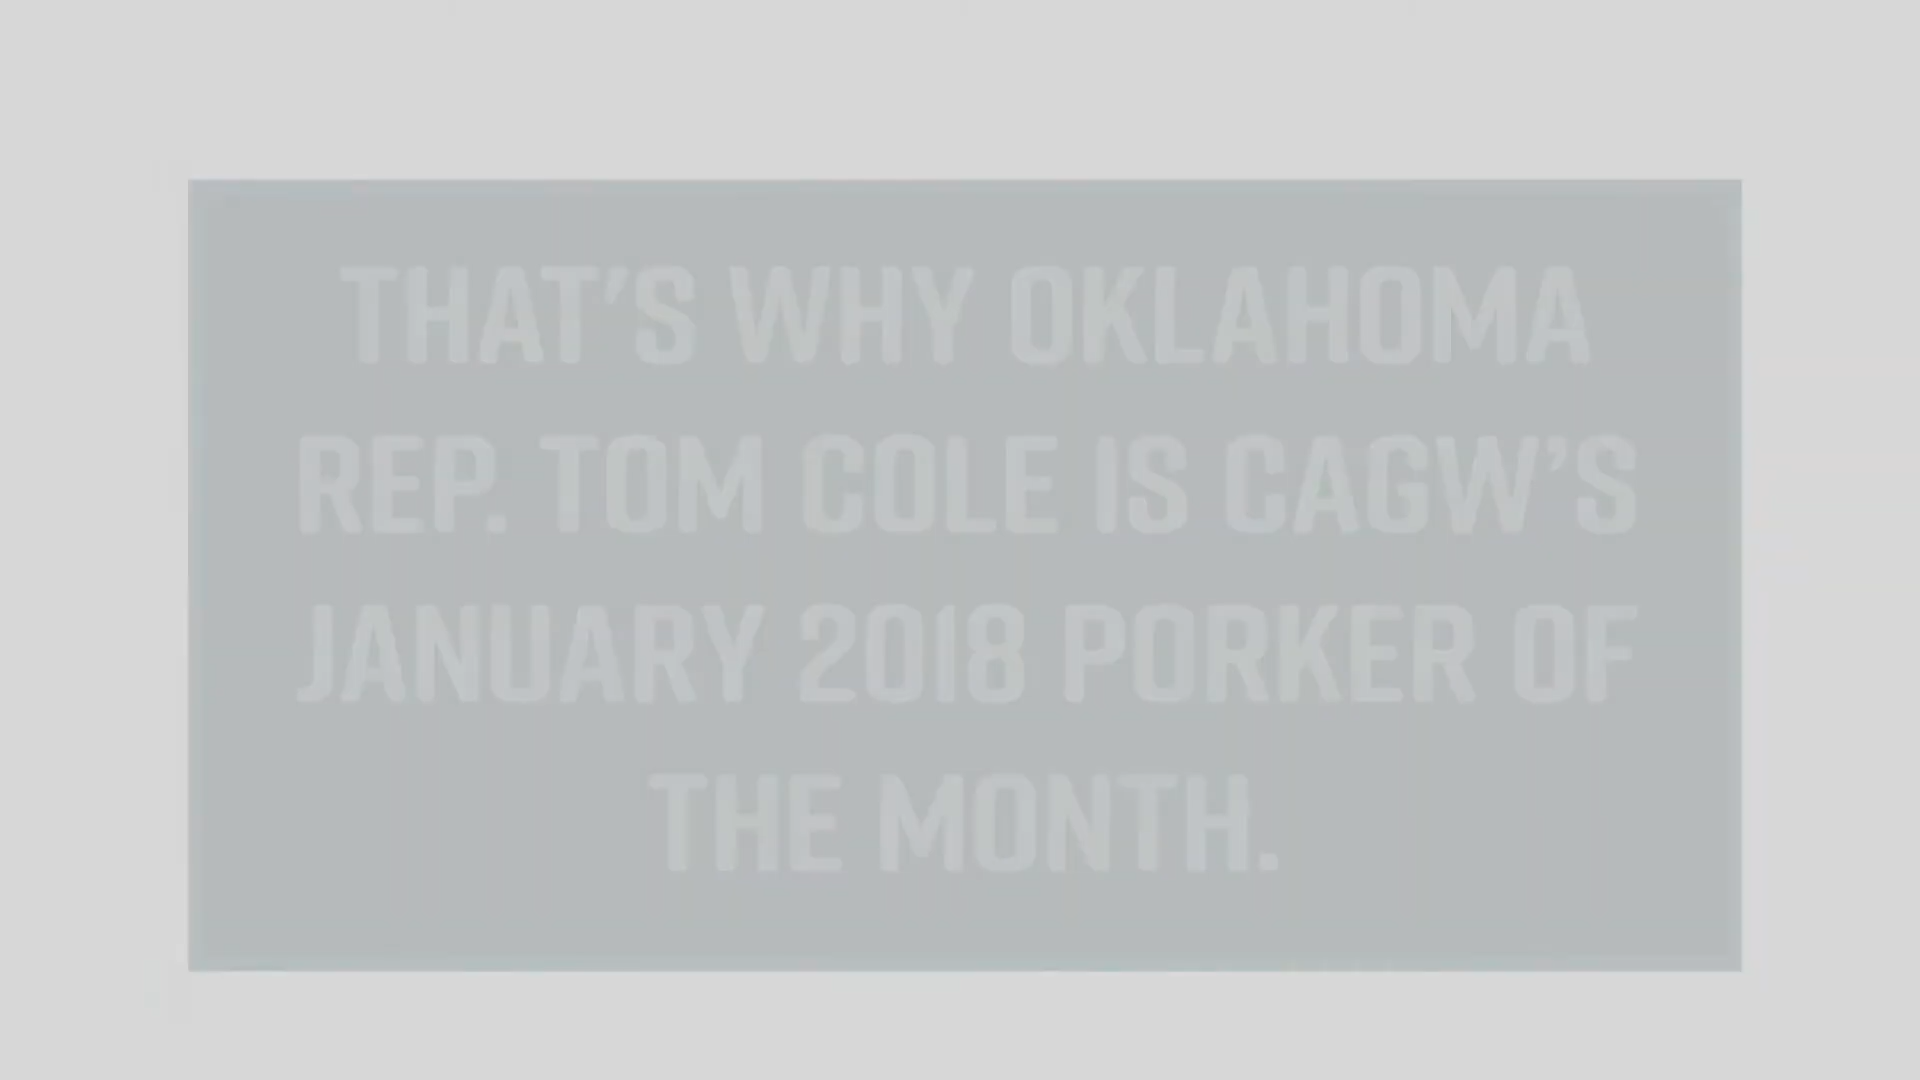 THAT'S WHY OKLAHOMA
REP. TOM COLE IS CAGW'S
JANUARY 2018 PORKER OF
THE MONTH.